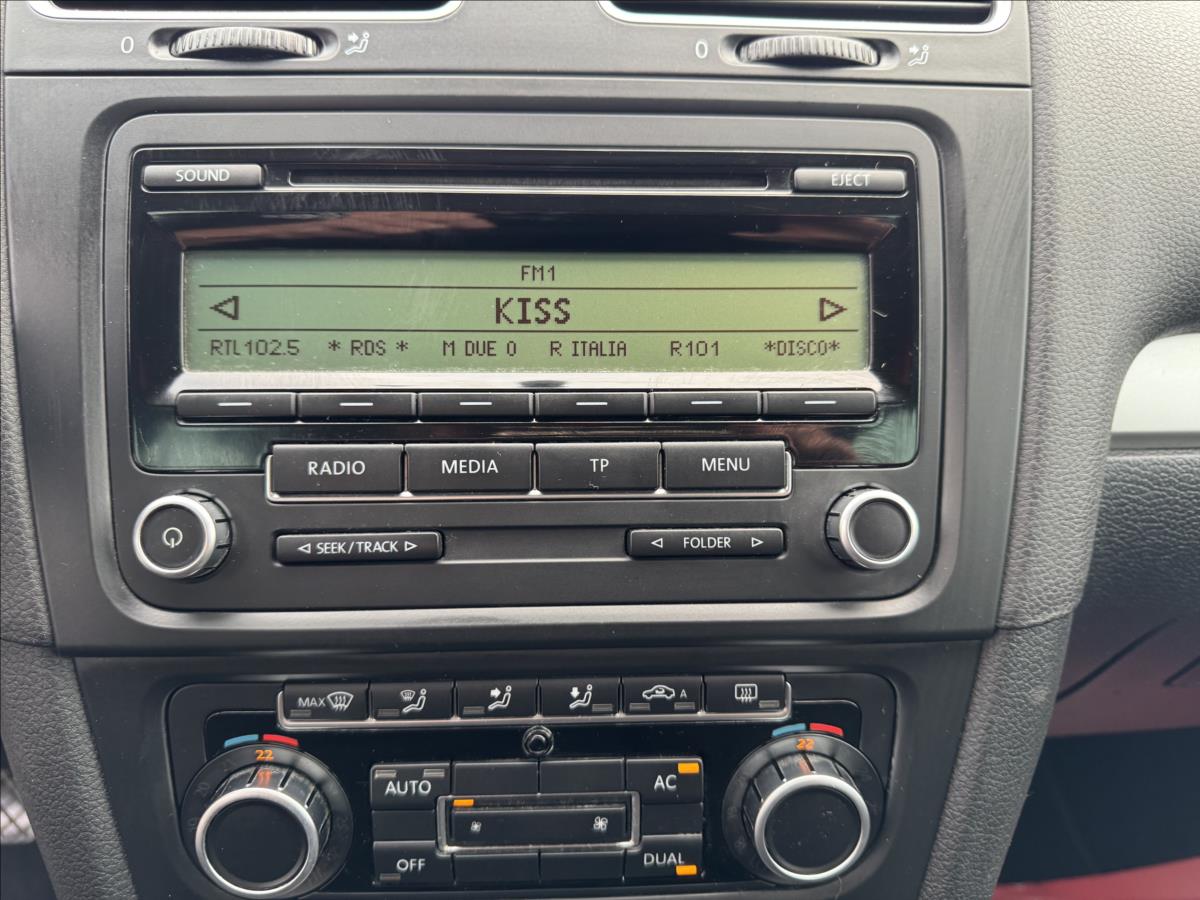 0 0
SOUND EJECT
FM1
KISS
RTL102.5 * RDS * M DUE O R ITALIA R101 *DISCO*
RADIO MEDIA TP MENU
SEEK/TRACK FOLDER
MAX A
22 22
AUTO AC
OFF DUAL